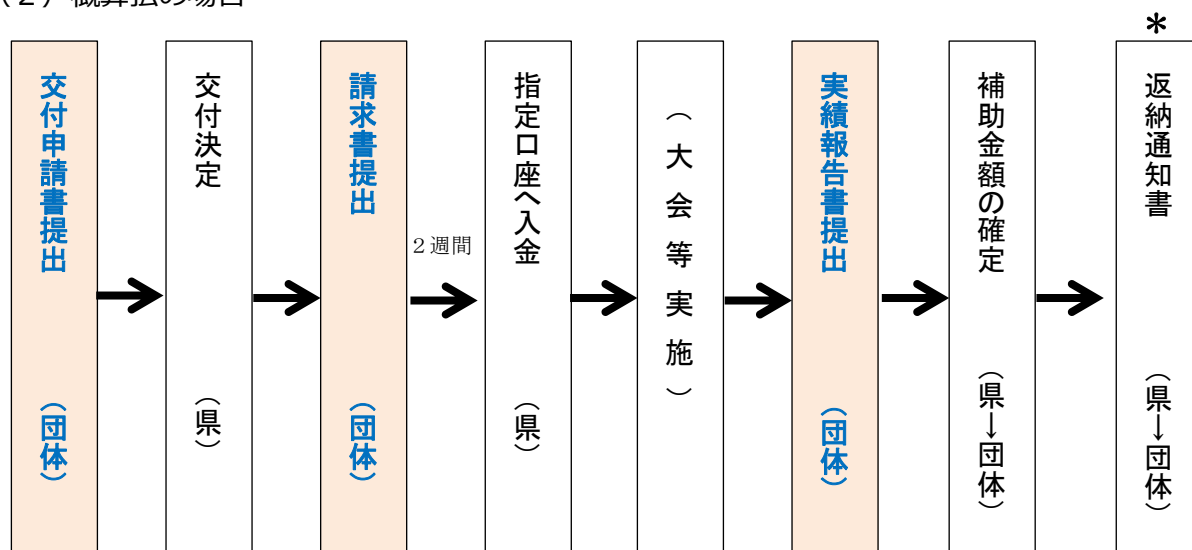 （２）概算払の場合
交付申請書提出　（団体）
交付決定　（県）
請求書提出　（団体）
２週間
指定口座へ入金　（県）
（大会等実施）
実績報告書提出　（団体）
補助金額の確定　（県→団体）
＊
返納通知書　（県→団体）